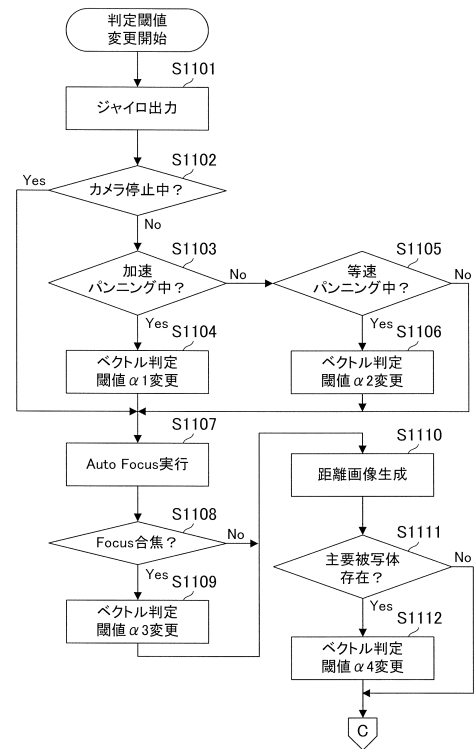 判定閾値
変更開始
S1101
ジャイロ出力
S1102
カメラ停止中？
Yes
No
S1103
加速
パンニング中？
No
Yes
S1105
等速
パンニング中？
No
Yes
S1104
ベクトル判定
閾値α1変更
S1106
ベクトル判定
閾値α2変更
S1107
Auto Focus実行
S1108
Focus合焦？
No
Yes
S1109
ベクトル判定
閾値α3変更
S1110
距離画像生成
S1111
主要被写体
存在？
No
Yes
S1112
ベクトル判定
閾値α4変更
C